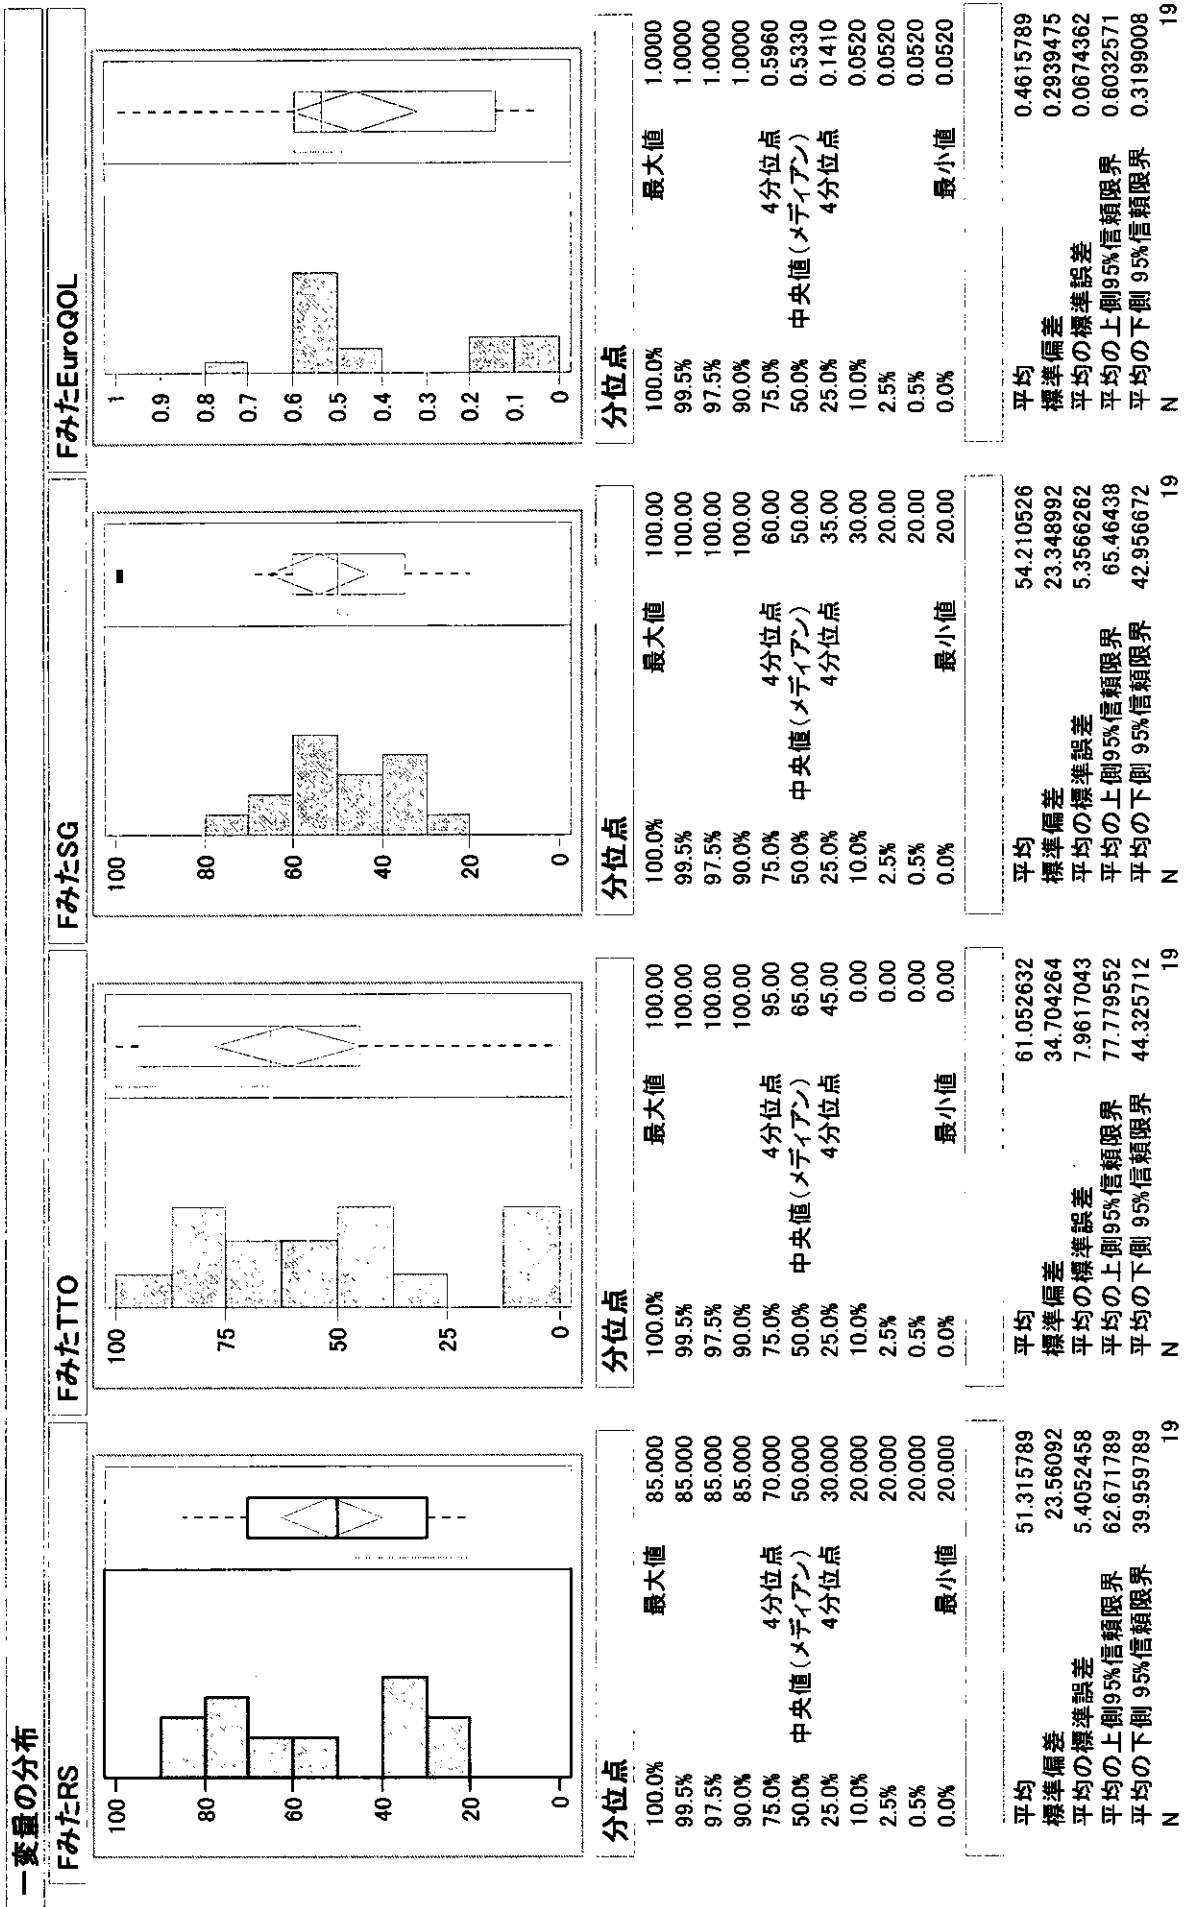 一変量の分布
FみたRS
100
80
60
40
20
0
分位点
100.0% 最大値 85.000
99.5% 85.000
97.5% 85.000
90.0% 85.000
75.0% 4分位点 70.000
50.0% 中央値(メディアン) 50.000
25.0% 4分位点 30.000
10.0% 20.000
2.5% 20.000
0.5% 20.000
0.0% 最小値 20.000
平均 51.315789
標準偏差 23.56092
平均の標準誤差 5.4052458
平均の上側95%信頼限界 62.671789
平均の下側 95%信頼限界 39.959789
N 19
FみたTTO
100
75
50
25
0
分位点
100.0% 最大値 100.00
99.5% 100.00
97.5% 100.00
90.0% 100.00
75.0% 4分位点 95.00
50.0% 中央値(メディアン) 65.00
25.0% 4分位点 45.00
10.0% 0.00
2.5% 0.00
0.5% 0.00
0.0% 最小値 0.00
平均 61.052632
標準偏差 34.704264
平均の標準誤差 7.9617043
平均の上側95%信頼限界 77.779552
平均の下側 95%信頼限界 44.325712
N 19
FみたSG
100
80
60
40
20
0
分位点
100.0% 最大値 100.00
99.5% 100.00
97.5% 100.00
90.0% 100.00
75.0% 4分位点 60.00
50.0% 中央値(メディアン) 50.00
25.0% 4分位点 35.00
10.0% 30.00
2.5% 20.00
0.5% 20.00
0.0% 最小値 20.00
平均 54.210526
標準偏差 23.348992
平均の標準誤差 5.3566262
平均の上側95%信頼限界 65.46438
平均の下側 95%信頼限界 42.956672
N 19
FみたEuroQOL
1
0.9
0.8
0.7
0.6
0.5
0.4
0.3
0.2
0.1
0
分位点
100.0% 最大値 1.0000
99.5% 1.0000
97.5% 1.0000
90.0% 1.0000
75.0% 4分位点 0.5960
50.0% 中央値(メディアン) 0.5330
25.0% 4分位点 0.1410
10.0% 0.0520
2.5% 0.0520
0.5% 0.0520
0.0% 最小値 0.0520
平均 0.4615789
標準偏差 0.2939475
平均の標準誤差 0.0674362
平均の上側95%信頼限界 0.6032571
平均の下側 95%信頼限界 0.3199008
N 19